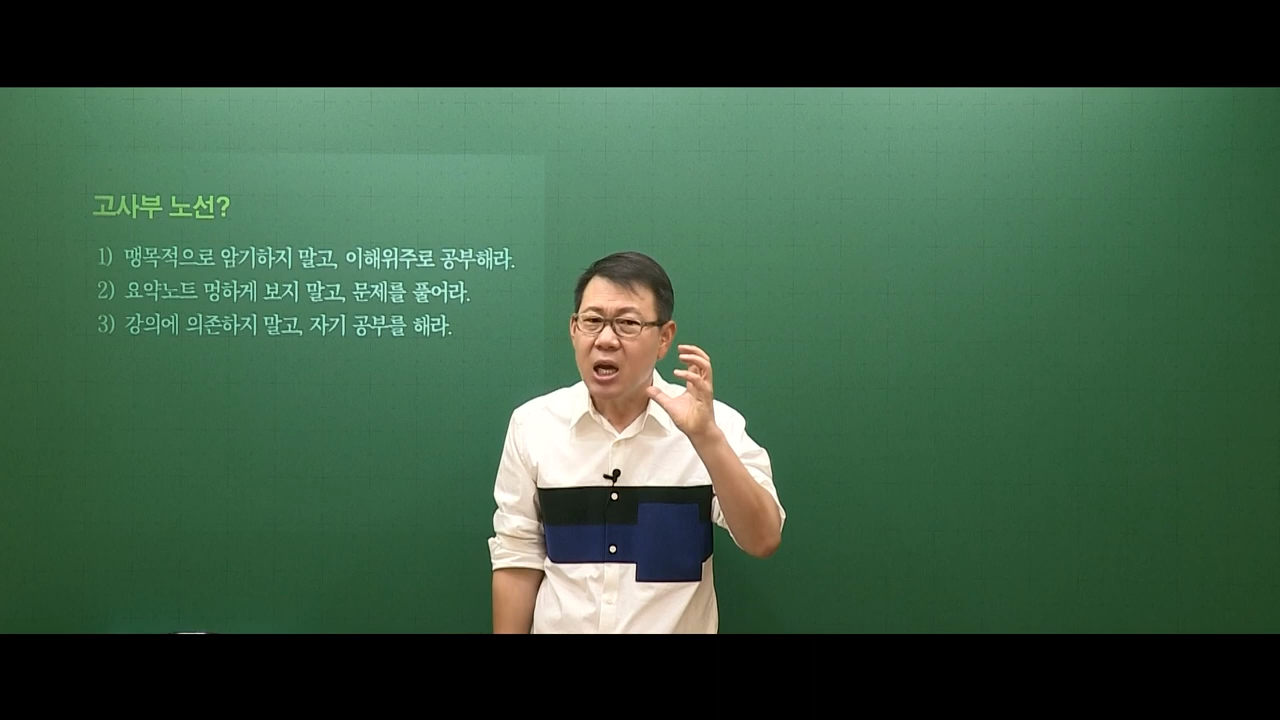 고사부 노선?
1) 맹목적으로 암기하지 말고, 이해위주로 공부해라.
2) 요약노트 멍하게 보지 말고, 문제를 풀어라.
3) 강의에 의존하지 말고, 자기 공부를 해라.